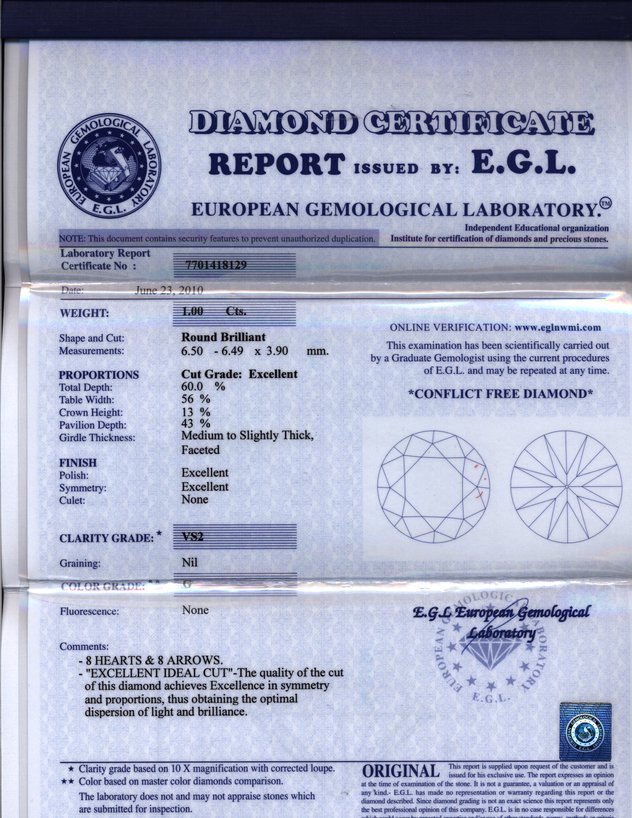 EUROPEAN GEMOLOGICAL LABORATORY
E.G.L.
DIAMOND CERTIFICATE
REPORT ISSUED BY: E.G.L.
EUROPEAN GEMOLOGICAL LABORATORY.™
Independent Educational organization
NOTE: This document contains security features to prevent unauthorized duplication.
Institute for certification of diamonds and precious stones.
Laboratory Report
Certificate No : 7701418129
Date: June 23, 2010
WEIGHT: 1.00 Cts.
Shape and Cut: Round Brilliant
Measurements: 6.50 - 6.49 x 3.90 mm.
PROPORTIONS Cut Grade: Excellent
Total Depth: 60.0 %
Table Width: 56 %
Crown Height: 13 %
Pavilion Depth: 43 %
Girdle Thickness: Medium to Slightly Thick,
Faceted
FINISH
Polish: Excellent
Symmetry: Excellent
Culet: None
CLARITY GRADE: * VS2
Graining: Nil
COLOR GRADE: ** G
Fluorescence: None
Comments:
- 8 HEARTS & 8 ARROWS.
- "EXCELLENT IDEAL CUT"-The quality of the cut
of this diamond achieves Excellence in symmetry
and proportions, thus obtaining the optimal
dispersion of light and brilliance.
ONLINE VERIFICATION: www.eglnwmi.com
This examination has been scientifically carried out
by a Graduate Gemologist using the current procedures
of E.G.L. and may be repeated at any time.
*CONFLICT FREE DIAMOND*
E.G.L European Gemological
Laboratory
EUROPEAN GEMOLOGICAL LABORATORY
E.G.L.
* Clarity grade based on 10 X magnification with corrected loupe.
** Color based on master color diamonds comparison.
The laboratory does not and may not appraise stones which
are submitted for inspection.
ORIGINAL This report is supplied upon request of the customer and is
issued for his exclusive use. The report expresses an opinion
at the time of examination of the stone. It is not a guarantee, a valuation or an appraisal of
any kind.- E.G.L. has made no representation or warranty regarding this report or the
diamond described. Since diamond grading is not an exact science this report represents only
the best professional opinion of this company. E.G.L. is in no case responsible for differences